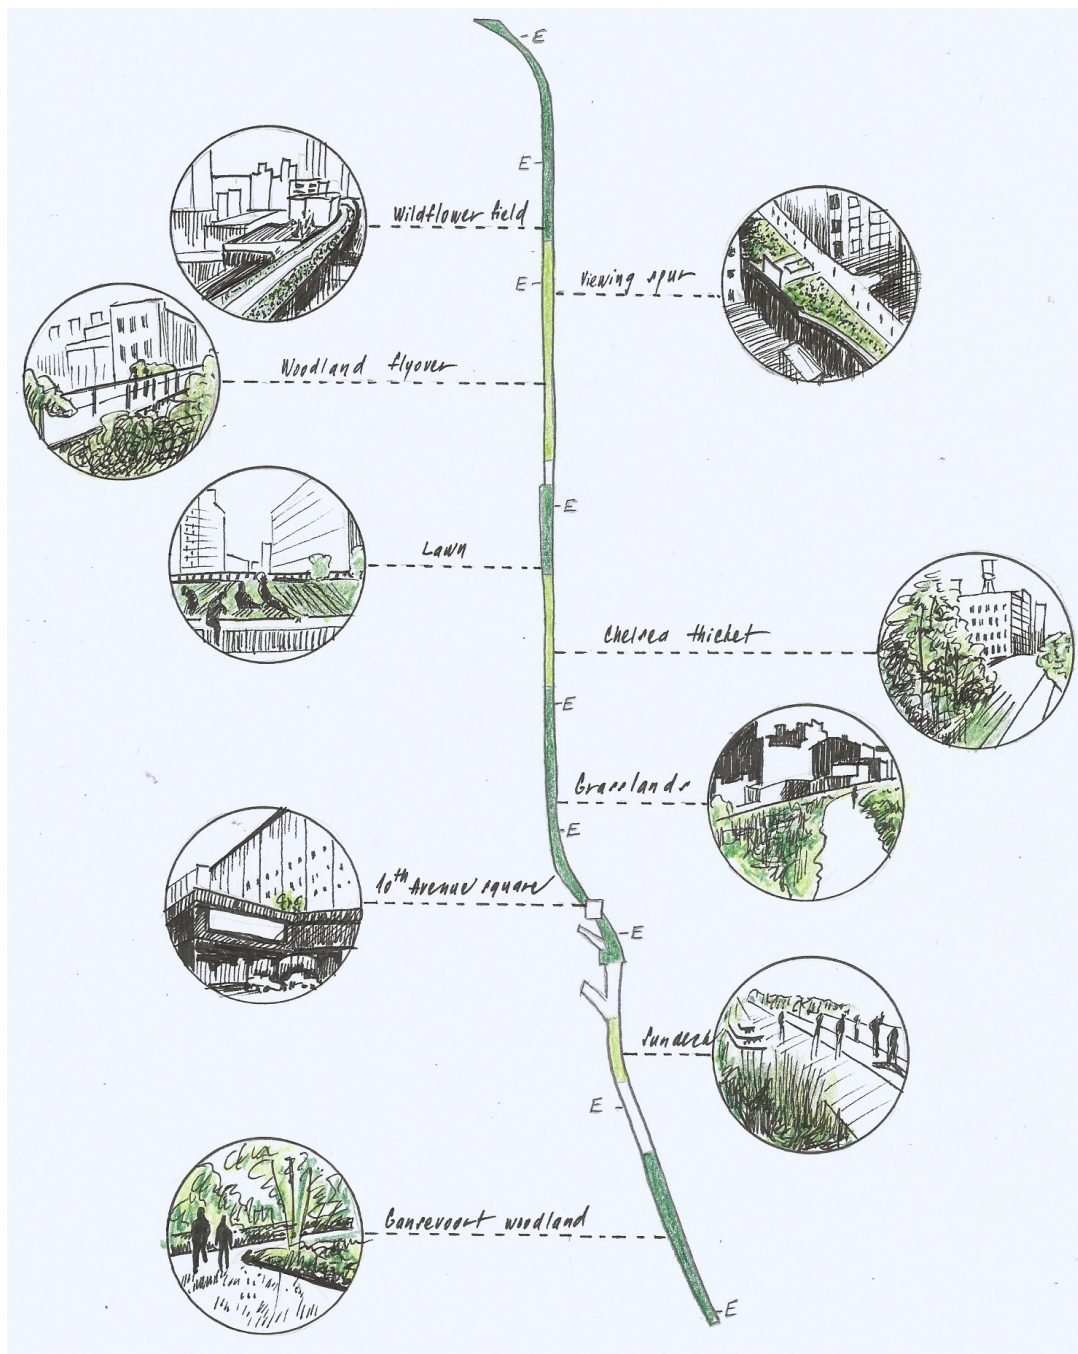 E
E
Wildflower field
E
Viewing spur
Woodland flyover
E
Lawn
Chelsea thicket
E
Grasslands
E
10th Avenue square
E
Sundeck
E
Gansevoort woodland
E